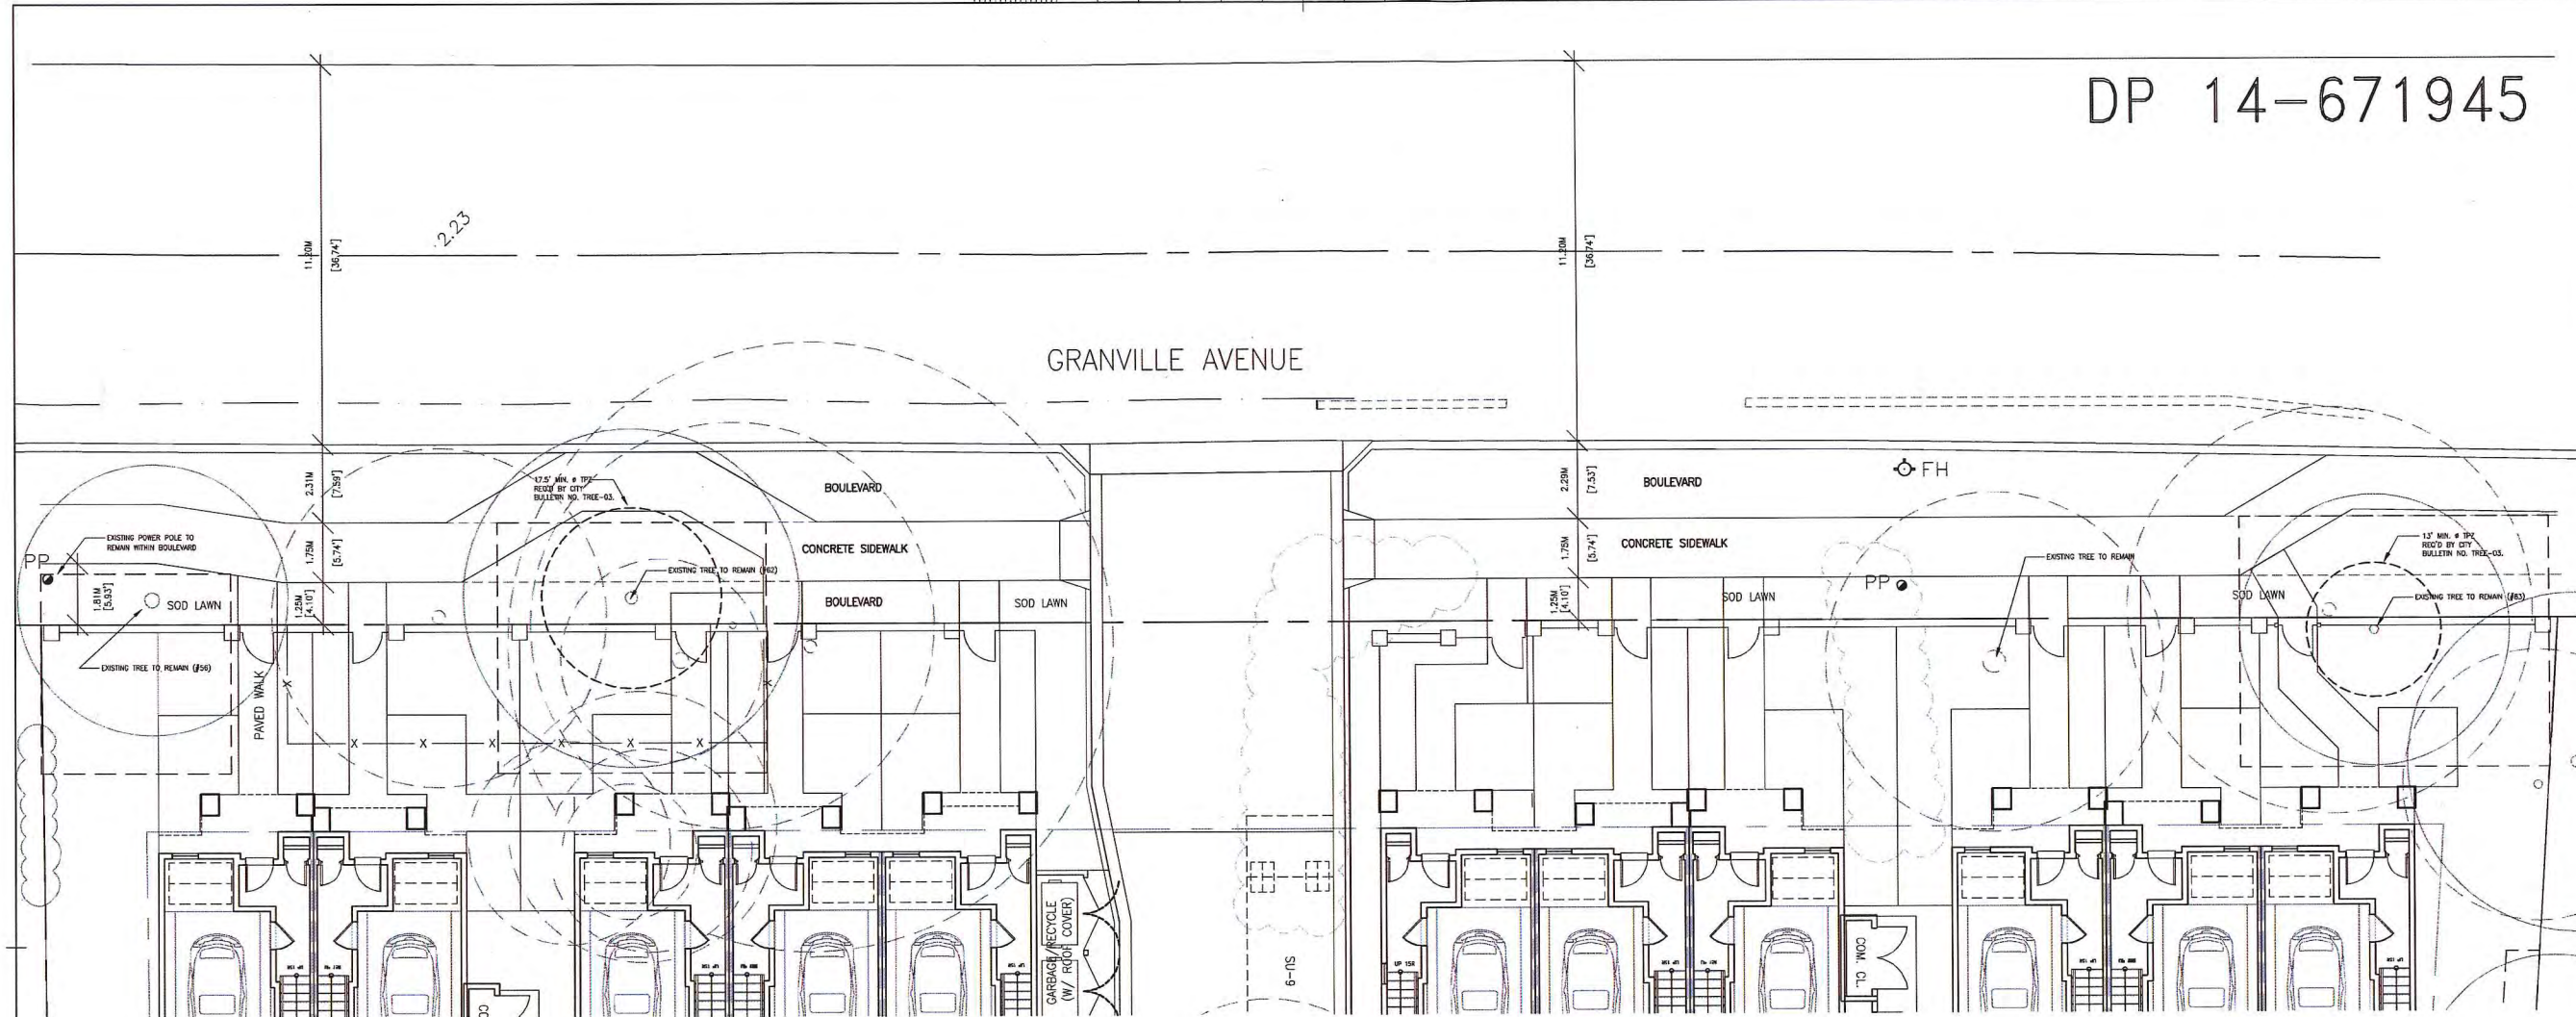 DP 14-671945
2.23
11.20M
[36.74']
11.20M
[36.74']
GRANVILLE AVENUE
2.31M
[7.59']
17.5' MIN. ø TPZ
REQ'D BY CITY
BULLETIN NO. TREE-03.
BOULEVARD
2.29M
[7.53']
BOULEVARD
FH
EXISTING POWER POLE TO
REMAIN WITHIN BOULEVARD
PP
1.75M
[5.74']
CONCRETE SIDEWALK
1.75M
[5.74']
CONCRETE SIDEWALK
EXISTING TREE TO REMAIN
13' MIN. ø TPZ
REQ'D BY CITY
BULLETIN NO. TREE-03.
EXISTING TREE TO REMAIN (#62)
1.81M
[5.93']
SOD LAWN
1.25M
[4.10']
BOULEVARD
SOD LAWN
1.25M
[4.10']
SOD LAWN
PP
SOD LAWN
EXISTING TREE TO REMAIN (#63)
EXISTING TREE TO REMAIN (#56)
PAVED WALK
X
X
X X X X X X
GARBAGE/RECYCLE
(W/ ROOF COVER)
SU-9
UP 15R
COM. CL.